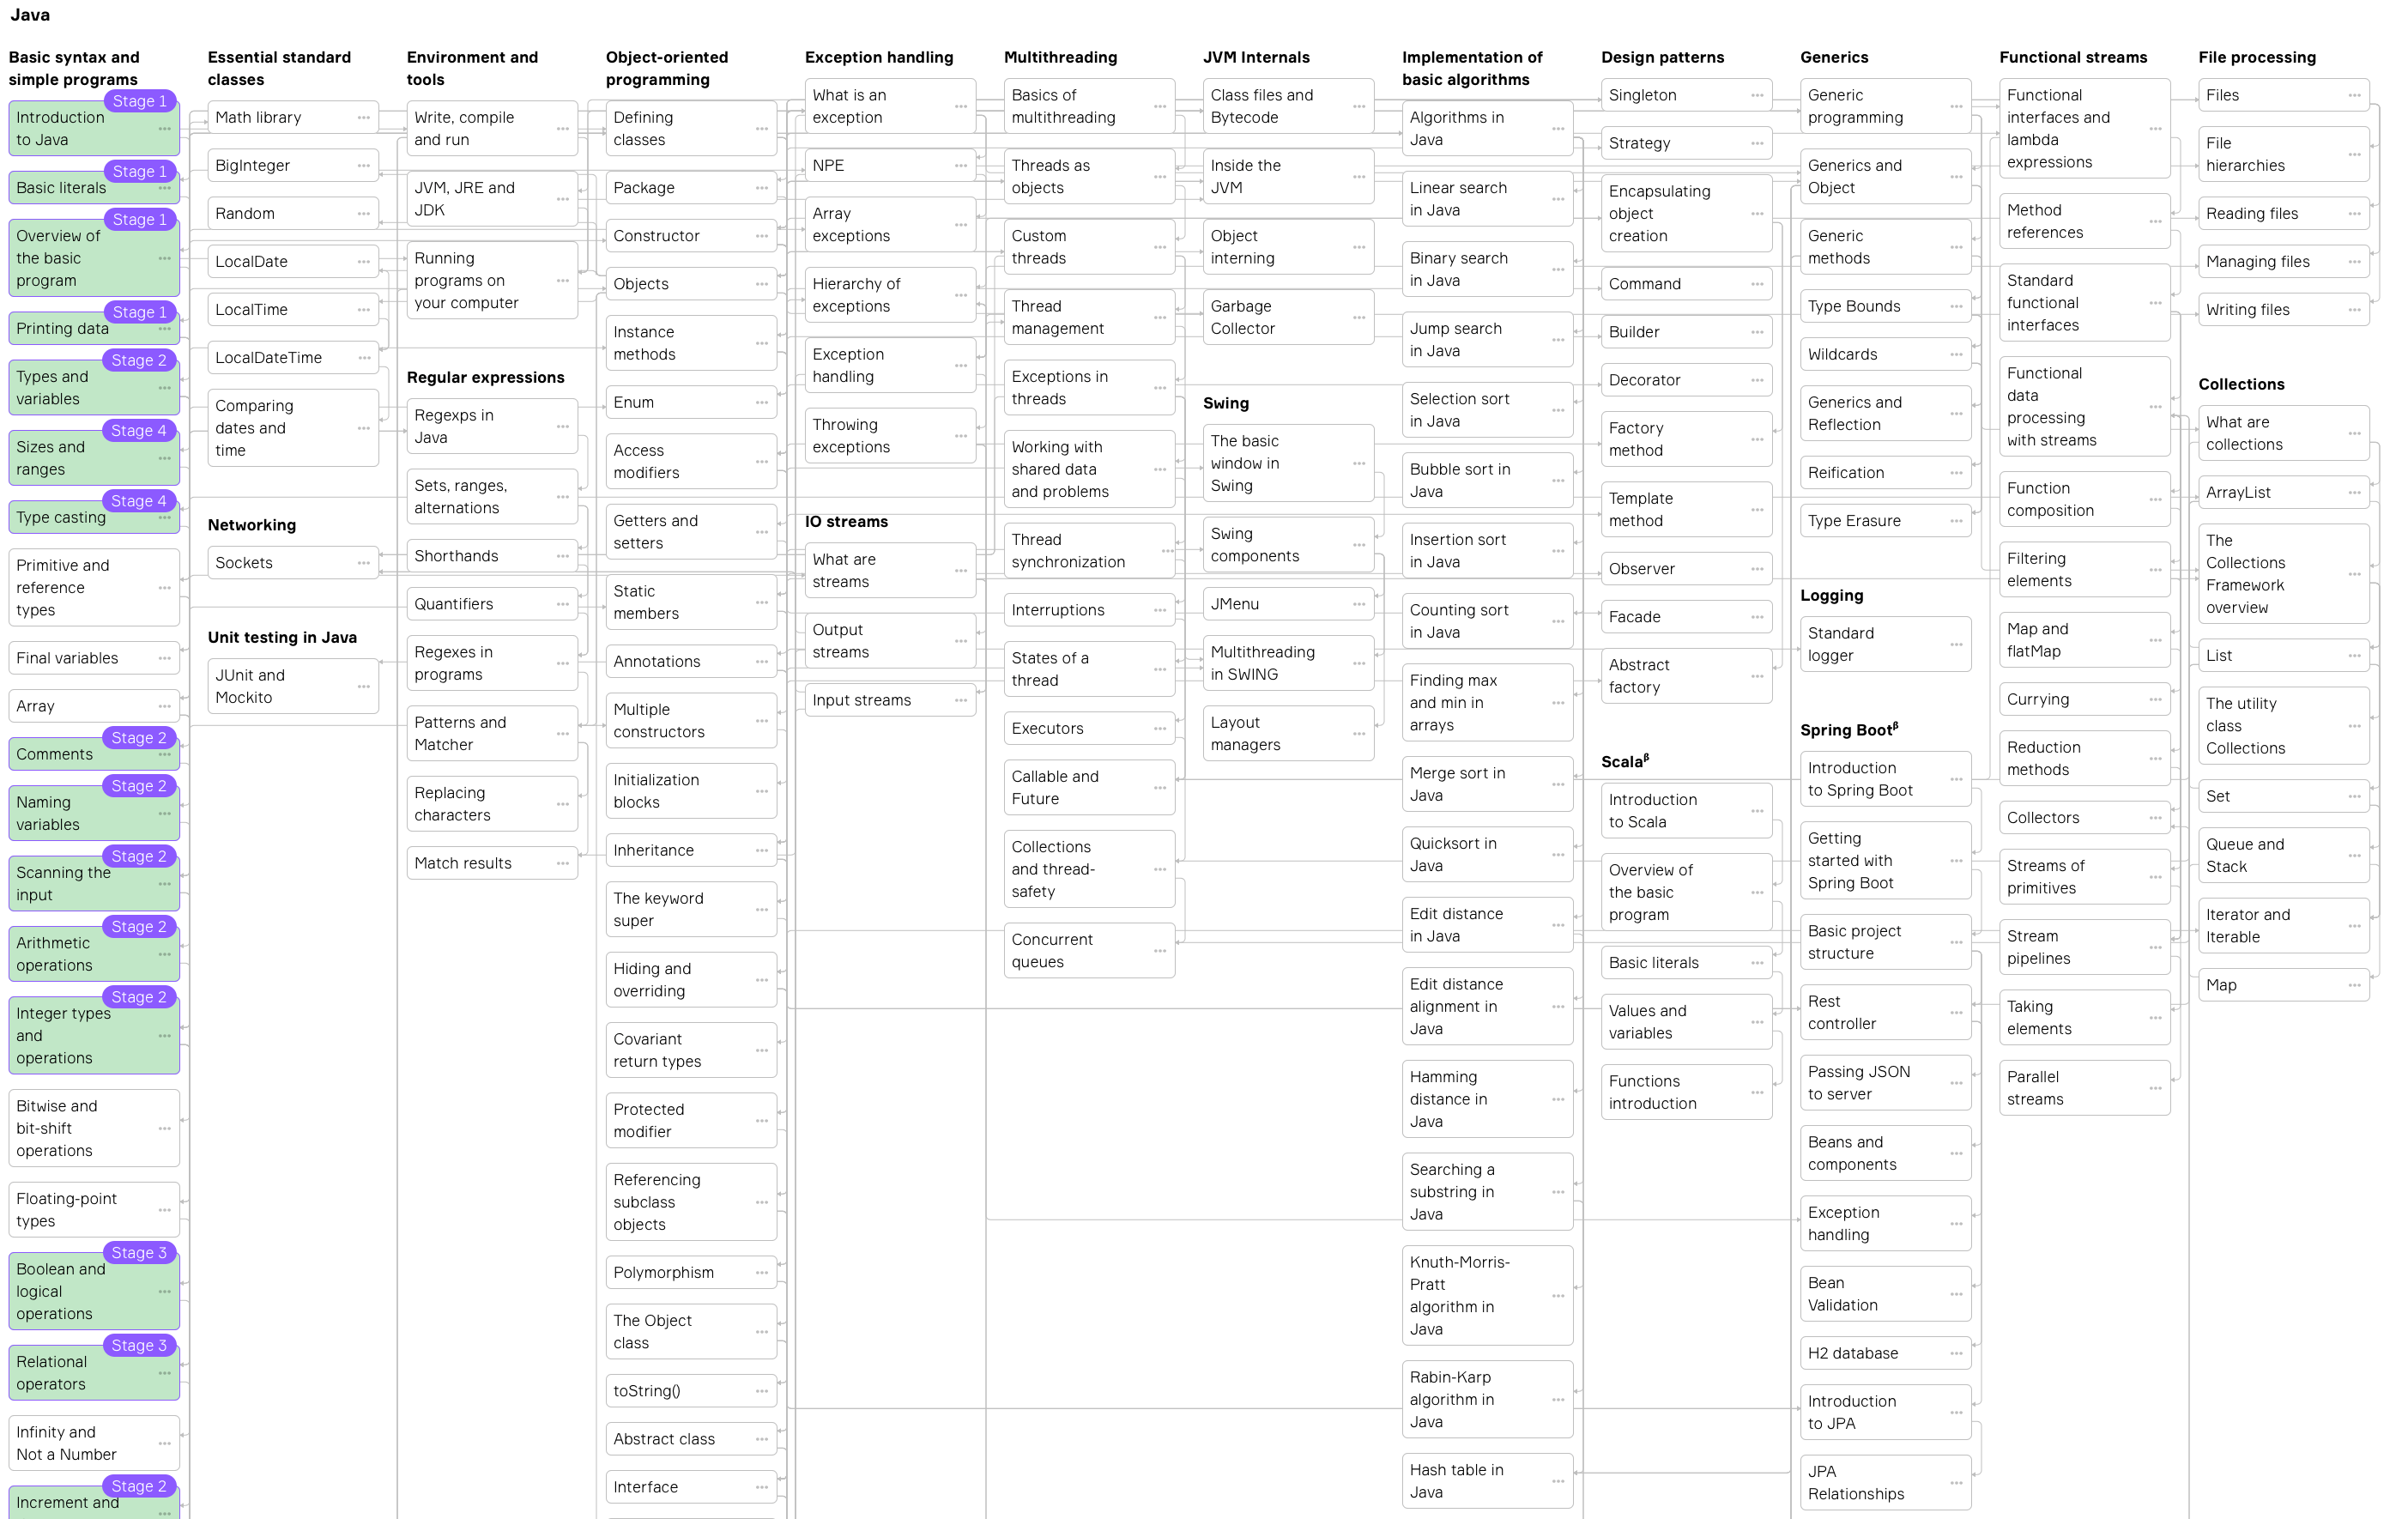 Java
Basic syntax and
simple programs
Stage 1
Introduction
to Java
Stage 1
Basic literals
Stage 1
Overview of
the basic
program
Stage 1
Printing data
Stage 2
Types and
variables
Stage 4
Sizes and
ranges
Stage 4
Type casting
Primitive and
reference
types
Final variables
Array
Stage 2
Comments
Stage 2
Naming
variables
Stage 2
Scanning the
input
Stage 2
Arithmetic
operations
Stage 2
Integer types
and
operations
Bitwise and
bit-shift
operations
Floating-point
types
Stage 3
Boolean and
logical
operations
Stage 3
Relational
operators
Infinity and
Not a Number
Stage 2
Increment and
Essential standard
classes
Math library
BigInteger
Random
LocalDate
LocalTime
LocalDateTime
Comparing
dates and
time
Networking
Sockets
Unit testing in Java
JUnit and
Mockito
Environment and
tools
Write, compile
and run
JVM, JRE and
JDK
Running
programs on
your computer
Regular expressions
Regexps in
Java
Sets, ranges,
alternations
Shorthands
Quantifiers
Regexes in
programs
Patterns and
Matcher
Replacing
characters
Match results
Object-oriented
programming
Defining
classes
Package
Constructor
Objects
Instance
methods
Enum
Access
modifiers
Getters and
setters
Static
members
Annotations
Multiple
constructors
Initialization
blocks
Inheritance
The keyword
super
Hiding and
overriding
Covariant
return types
Protected
modifier
Referencing
subclass
objects
Polymorphism
The Object
class
toString()
Abstract class
Interface
Exception handling
What is an
exception
NPE
Array
exceptions
Hierarchy of
exceptions
Exception
handling
Throwing
exceptions
IO streams
What are
streams
Output
streams
Input streams
Multithreading
Basics of
multithreading
Threads as
objects
Custom
threads
Thread
management
Exceptions in
threads
Working with
shared data
and problems
Thread
synchronization
Interruptions
States of a
thread
Executors
Callable and
Future
Collections
and thread-
safety
Concurrent
queues
JVM Internals
Class files and
Bytecode
Inside the
JVM
Object
interning
Garbage
Collector
Swing
The basic
window in
Swing
Swing
components
JMenu
Multithreading
in SWING
Layout
managers
Implementation of
basic algorithms
Algorithms in
Java
Linear search
in Java
Binary search
in Java
Jump search
in Java
Selection sort
in Java
Bubble sort in
Java
Insertion sort
in Java
Counting sort
in Java
Finding max
and min in
arrays
Merge sort in
Java
Quicksort in
Java
Edit distance
in Java
Edit distance
alignment in
Java
Hamming
distance in
Java
Searching a
substring in
Java
Knuth-Morris-
Pratt
algorithm in
Java
Rabin-Karp
algorithm in
Java
Hash table in
Java
Design patterns
Singleton
Strategy
Encapsulating
object
creation
Command
Builder
Decorator
Factory
method
Template
method
Observer
Facade
Abstract
factory
Scalaᵝ
Introduction
to Scala
Overview of
the basic
program
Basic literals
Values and
variables
Functions
introduction
Generics
Generic
programming
Generics and
Object
Generic
methods
Type Bounds
Wildcards
Generics and
Reflection
Reification
Type Erasure
Logging
Standard
logger
Spring Bootᵝ
Introduction
to Spring Boot
Getting
started with
Spring Boot
Basic project
structure
Rest
controller
Passing JSON
to server
Beans and
components
Exception
handling
Bean
Validation
H2 database
Introduction
to JPA
JPA
Relationships
Functional streams
Functional
interfaces and
lambda
expressions
Method
references
Standard
functional
interfaces
Functional
data
processing
with streams
Function
composition
Filtering
elements
Map and
flatMap
Currying
Reduction
methods
Collectors
Streams of
primitives
Stream
pipelines
Taking
elements
Parallel
streams
File processing
Files
File
hierarchies
Reading files
Managing files
Writing files
Collections
What are
collections
ArrayList
The
Collections
Framework
overview
List
The utility
class
Collections
Set
Queue and
Stack
Iterator and
Iterable
Map